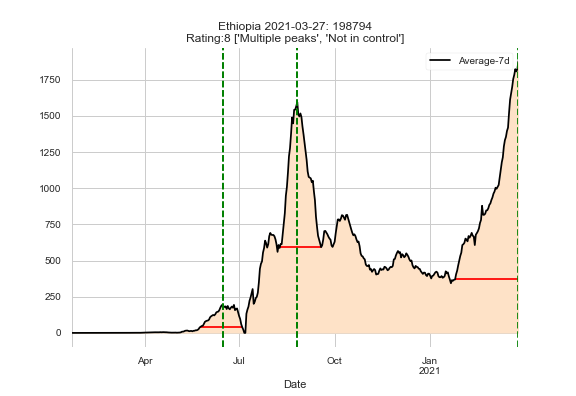 Ethiopia 2021-03-27: 198794
Rating:8 ['Multiple peaks', 'Not in control']
Average-7d
1750
1500
1250
1000
750
500
250
0
Apr
Jul
Oct
Jan
2021
Date